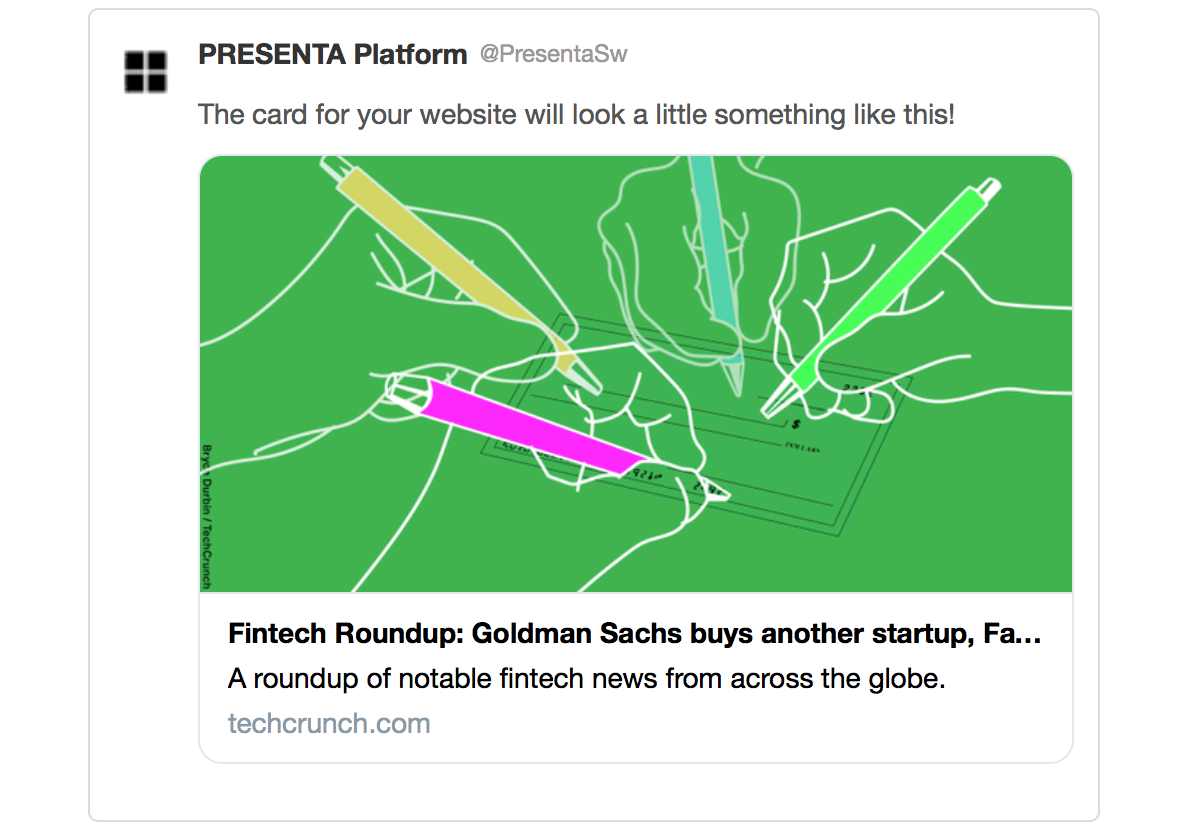 PRESENTA Platform @PresentaSw
The card for your website will look a little something like this!
$
DOLLARS
Bryce Durbin / TechCrunch
Fintech Roundup: Goldman Sachs buys another startup, Fa...
A roundup of notable fintech news from across the globe.
techcrunch.com